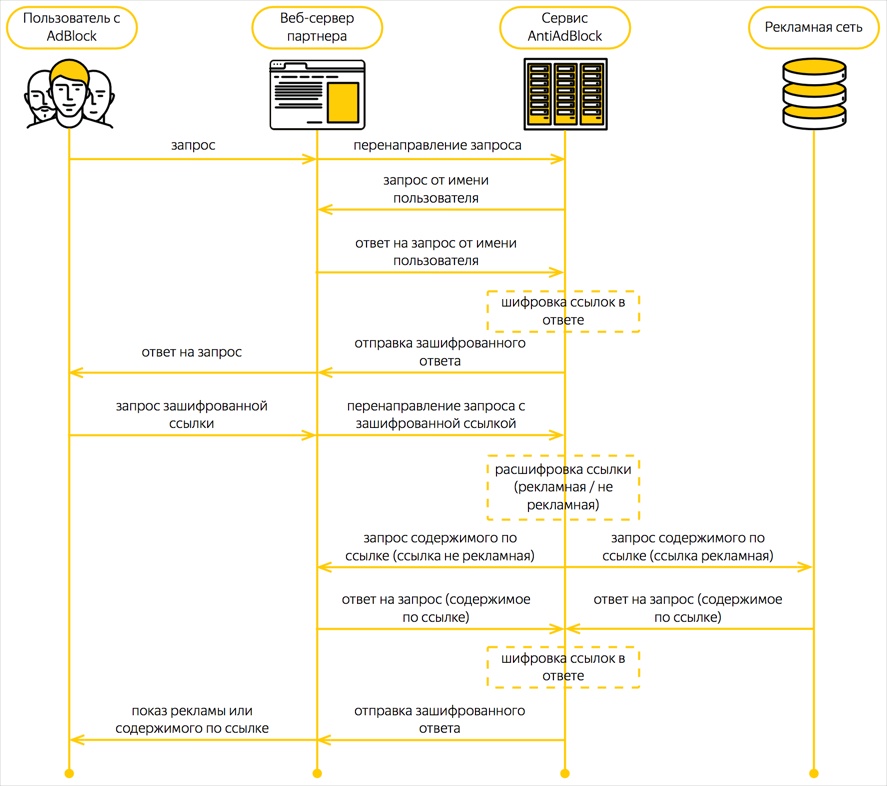 Пользователь с
AdBlock
Веб-сервер
партнера
Сервис
AntiAdBlock
Рекламная сеть
запрос
перенаправление запроса
запрос от имени
пользователя
ответ на запрос от имени
пользователя
шифровка ссылок в
ответе
ответ на запрос
отправка зашифрованного
ответа
запрос зашифрованной
ссылки
перенаправление запроса с
зашифрованной ссылкой
расшифровка ссылки
(рекламная / не
рекламная)
запрос содержимого по
ссылке (ссылка не рекламная)
запрос содержимого по
ссылке (ссылка рекламная)
ответ на запрос (содержимое
по ссылке)
ответ на запрос (содержимое
по ссылке)
шифровка ссылок в
ответе
показ рекламы или
содержимого по ссылке
отправка зашифрованного
ответа